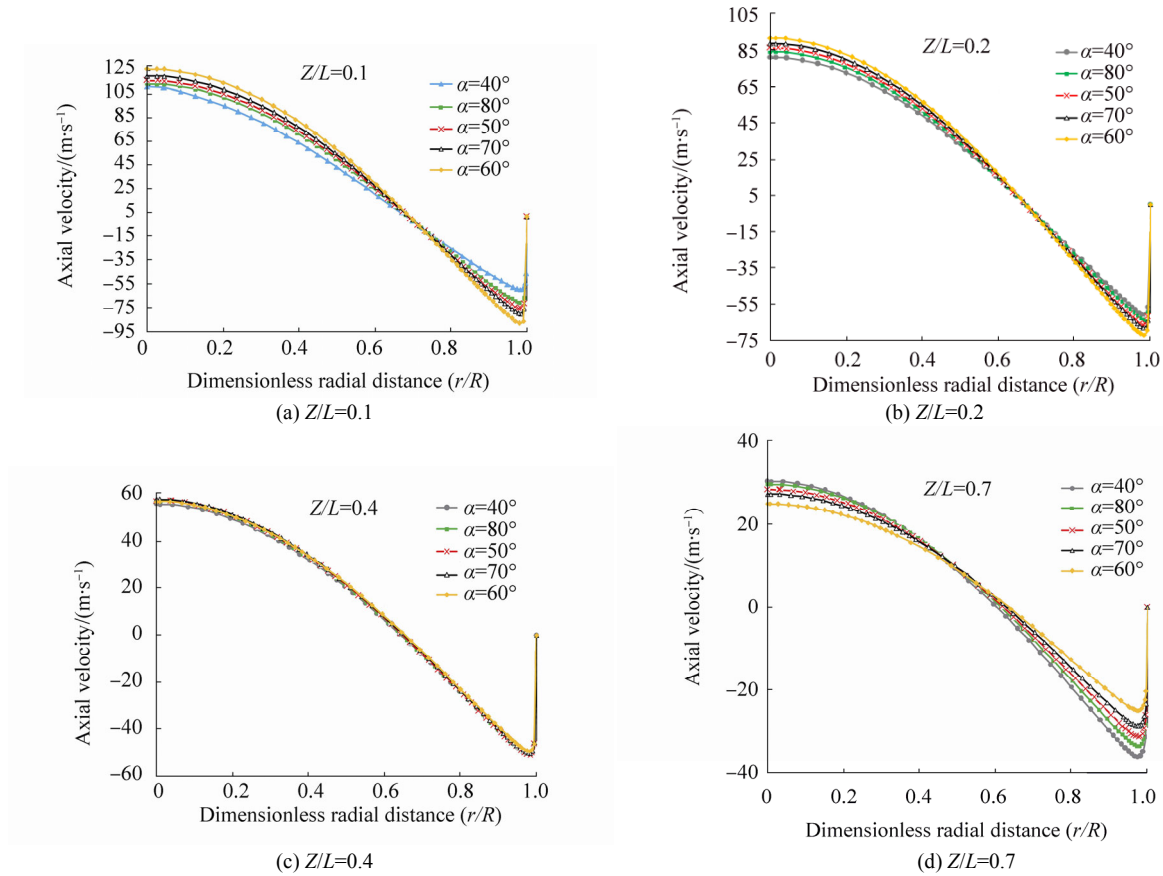 Z/L=0.1
Axial velocity/(m·s⁻¹)
125
105
85
65
45
25
5
−15
−35
−55
−75
−95
α=40°
α=80°
α=50°
α=70°
α=60°
0 0.2 0.4 0.6 0.8 1.0
Dimensionless radial distance (r/R)
(a) Z/L=0.1
Z/L=0.2
Axial velocity/(m·s⁻¹)
105
85
65
45
25
5
−15
−35
−55
−75
α=40°
α=80°
α=50°
α=70°
α=60°
0 0.2 0.4 0.6 0.8 1.0
Dimensionless radial distance (r/R)
(b) Z/L=0.2
Z/L=0.4
Axial velocity/(m·s⁻¹)
60
40
20
0
−20
−40
−60
α=40°
α=80°
α=50°
α=70°
α=60°
0 0.2 0.4 0.6 0.8 1.0
Dimensionless radial distance (r/R)
(c) Z/L=0.4
Z/L=0.7
Axial velocity/(m·s⁻¹)
40
20
0
−20
−40
α=40°
α=80°
α=50°
α=70°
α=60°
0 0.2 0.4 0.6 0.8 1.0
Dimensionless radial distance (r/R)
(d) Z/L=0.7